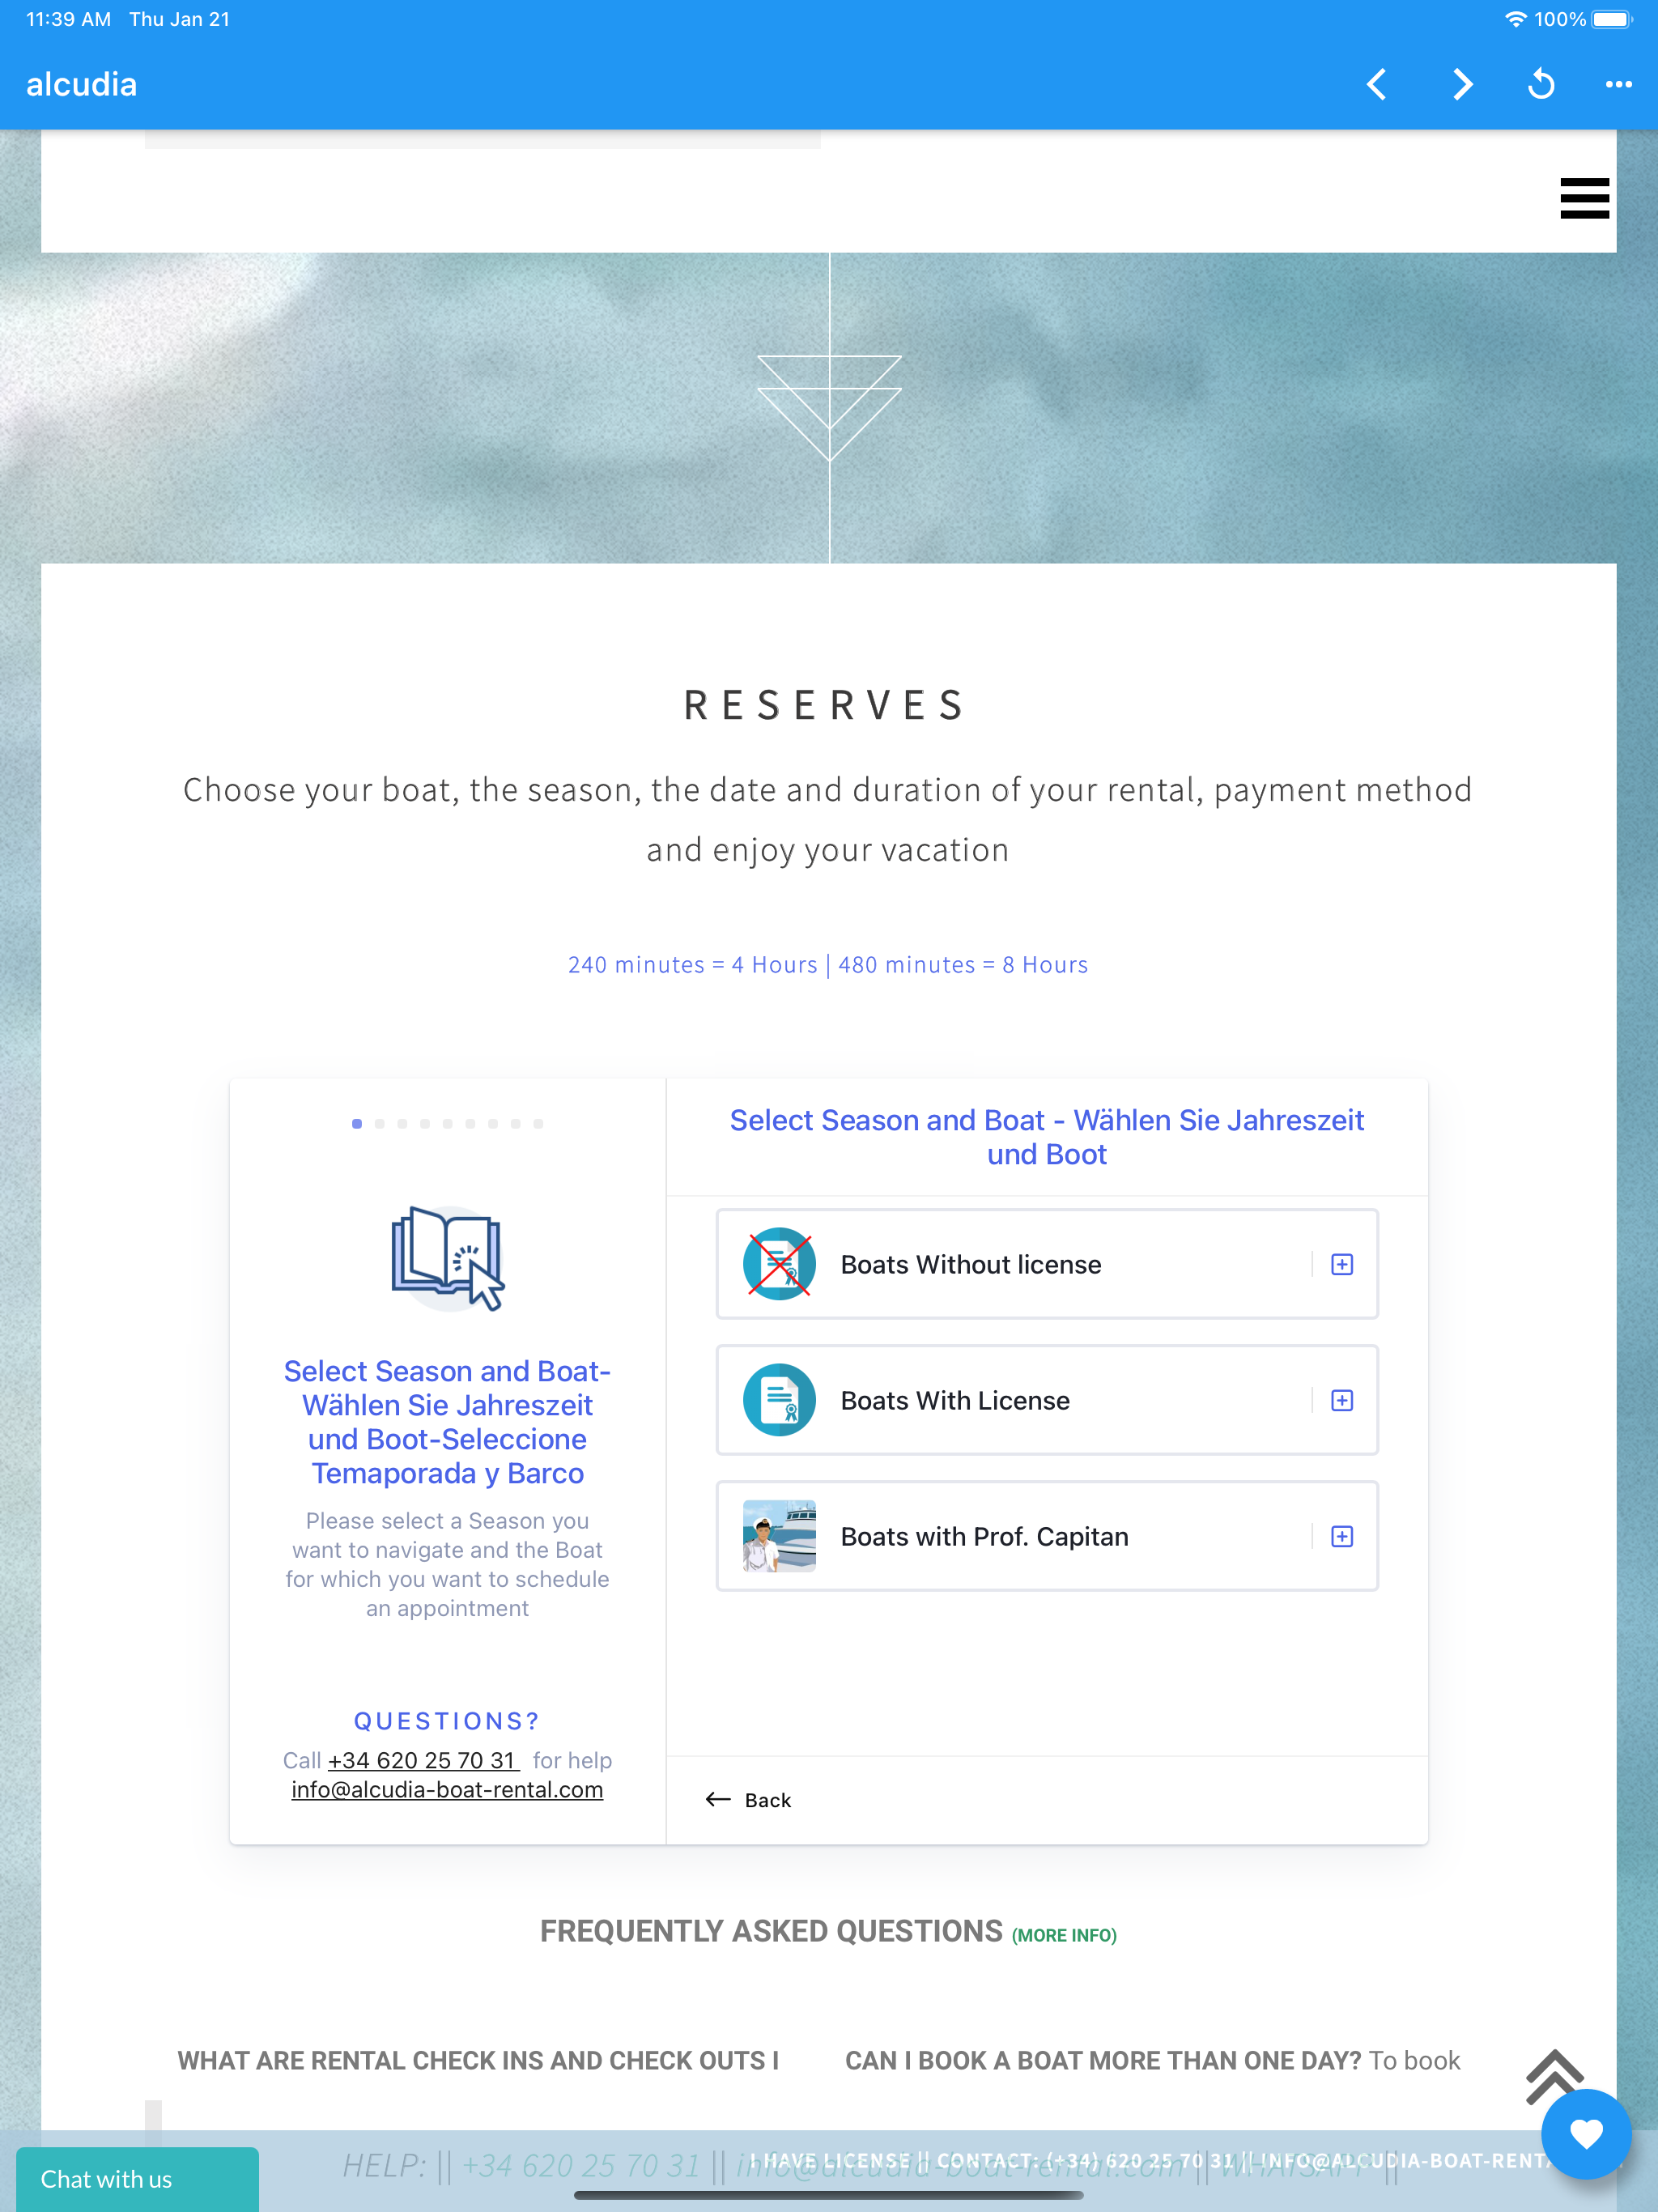 11:39 AM Thu Jan 21
100%
alcudia
RESERVES
Choose your boat, the season, the date and duration of your rental, payment method
and enjoy your vacation
240 minutes = 4 Hours | 480 minutes = 8 Hours
Select Season and Boat-
Wählen Sie Jahreszeit
und Boot-Seleccione
Temaporada y Barco
Please select a Season you
want to navigate and the Boat
for which you want to schedule
an appointment
QUESTIONS?
Call +34 620 25 70 31 for help
info@alcudia-boat-rental.com
Select Season and Boat - Wählen Sie Jahreszeit
und Boot
Boats Without license
Boats With License
Boats with Prof. Capitan
Back
FREQUENTLY ASKED QUESTIONS (MORE INFO)
WHAT ARE RENTAL CHECK INS AND CHECK OUTS I
CAN I BOOK A BOAT MORE THAN ONE DAY? To book
Chat with us
HELP: || +34 620 25 70 31 || info@alcudia-boat-rental.com ||
I HAVE LICENSE || CONTACT: (+34) 620 25 70 31 || INFO@ALCUDIA-BOAT-RENTA